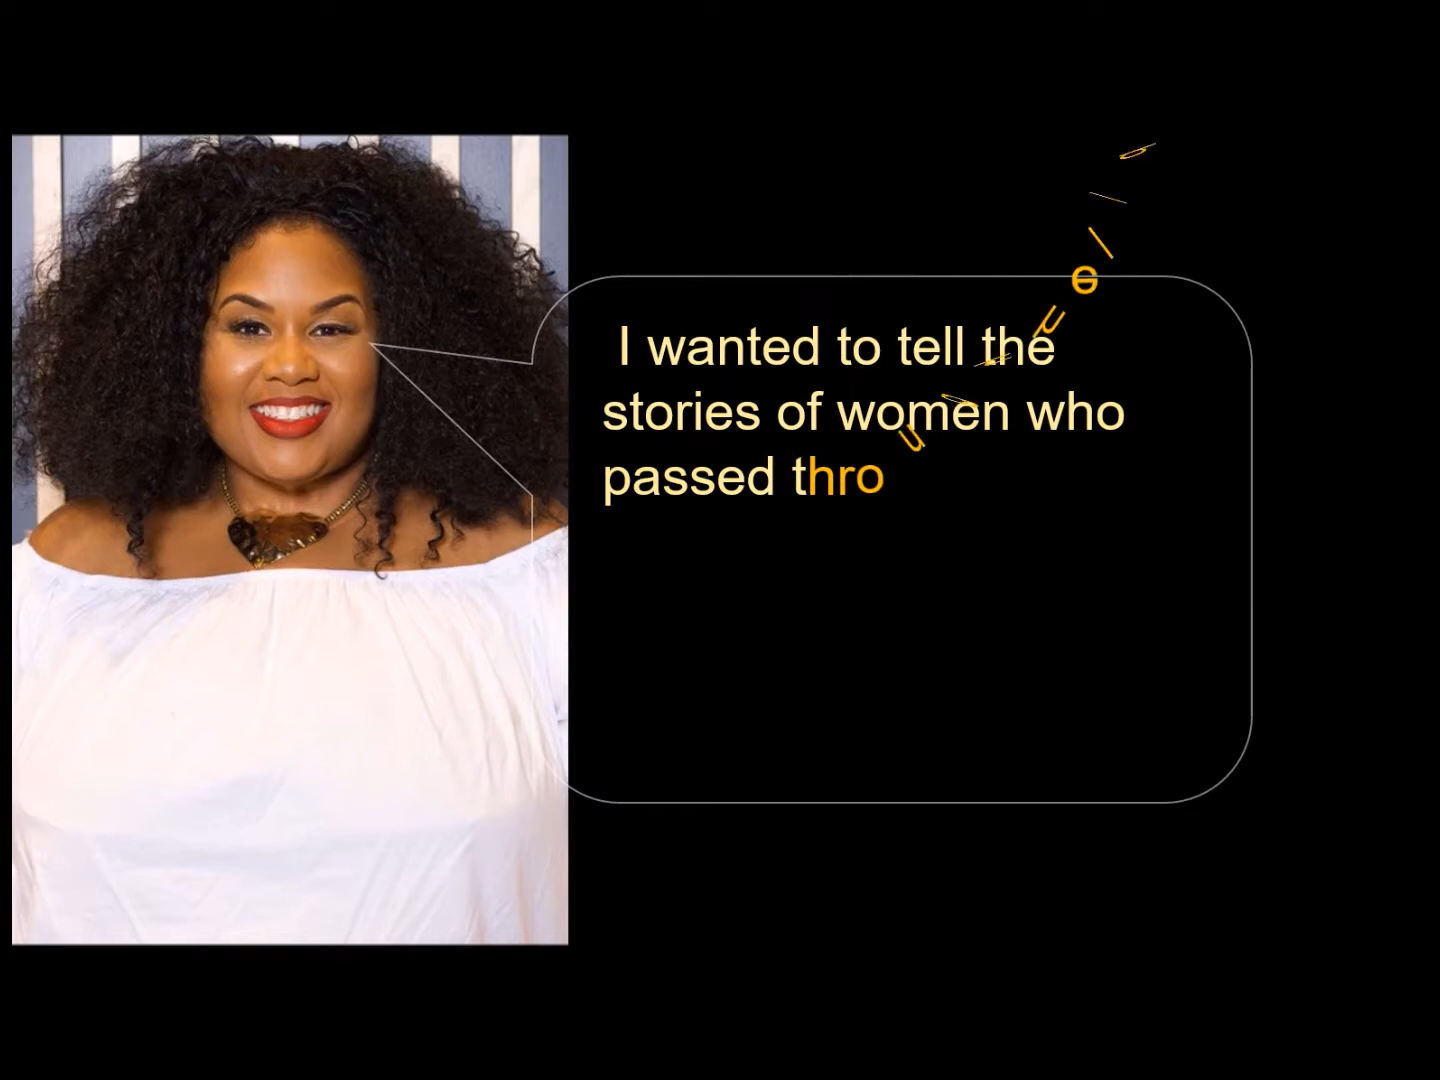 I wanted to tell the
stories of women who
passed thro